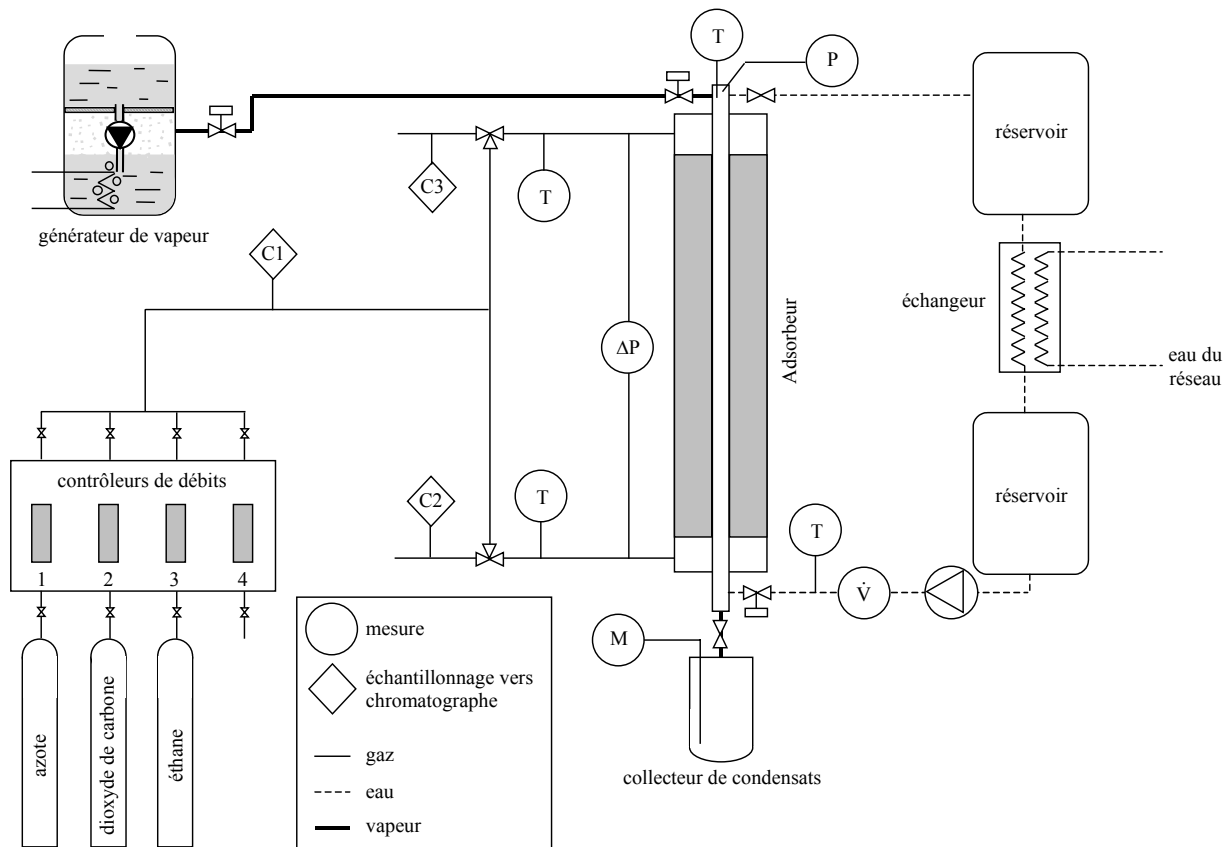 T
P
réservoir
générateur de vapeur
C3
T
C1
échangeur
eau du
réseau
ΔP
Adsorbeur
contrôleurs de débits
1
2
3
4
C2
T
T
V̇
réservoir
M
collecteur de condensats
azote
dioxyde de carbone
éthane
mesure
échantillonnage vers
chromatographe
gaz
eau
vapeur